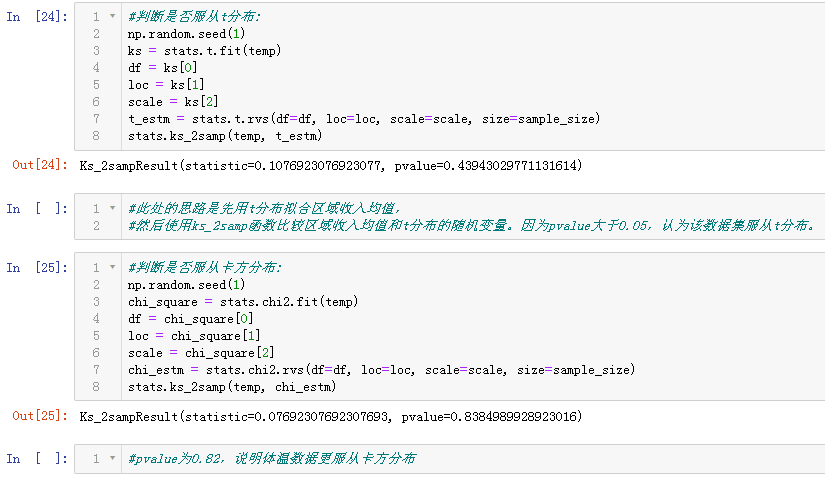 In [24]:
1 #判断是否服从t分布:
2 np.random.seed(1)
3 ks = stats.t.fit(temp)
4 df = ks[0]
5 loc = ks[1]
6 scale = ks[2]
7 t_estm = stats.t.rvs(df=df, loc=loc, scale=scale, size=sample_size)
8 stats.ks_2samp(temp, t_estm)
Out[24]: Ks_2sampResult(statistic=0.1076923076923077, pvalue=0.43943029771131614)
In [ ]:
1 #此处的思路是先用t分布拟合区域收入均值,
2 #然后使用ks_2samp函数比较区域收入均值和t分布的随机变量。因为pvalue大于0.05,认为该数据集服从t分布。
In [25]:
1 #判断是否服从卡方分布:
2 np.random.seed(1)
3 chi_square = stats.chi2.fit(temp)
4 df = chi_square[0]
5 loc = chi_square[1]
6 scale = chi_square[2]
7 chi_estm = stats.chi2.rvs(df=df, loc=loc, scale=scale, size=sample_size)
8 stats.ks_2samp(temp, chi_estm)
Out[25]: Ks_2sampResult(statistic=0.07692307692307693, pvalue=0.8384989928923016)
In [ ]:
1 #pvalue为0.82,说明体温数据更服从卡方分布